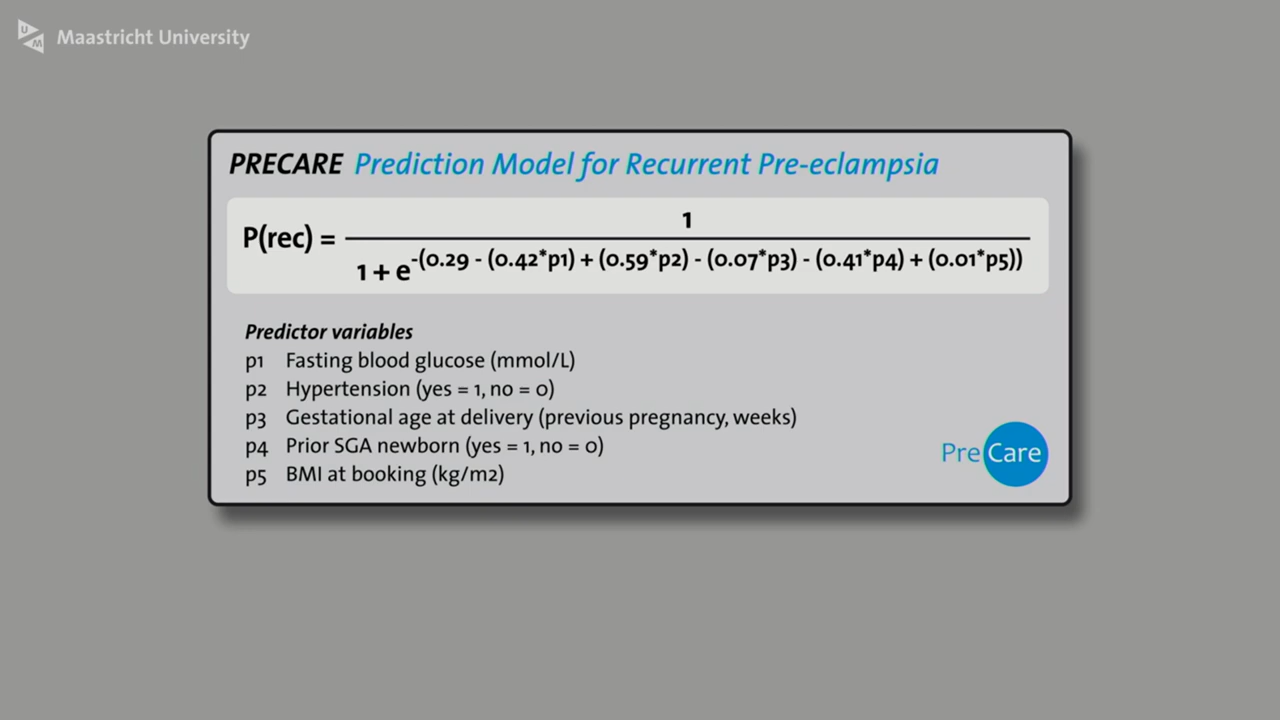 Maastricht University
PRECARE Prediction Model for Recurrent Pre-eclampsia
1
P(rec) =
1 + e-(0.29 - (0.42*p1) + (0.59*p2) - (0.07*p3) - (0.41*p4) + (0.01*p5))
Predictor variables
p1 Fasting blood glucose (mmol/L)
p2 Hypertension (yes = 1, no = 0)
p3 Gestational age at delivery (previous pregnancy, weeks)
p4 Prior SGA newborn (yes = 1, no = 0)
p5 BMI at booking (kg/m2)
PreCare